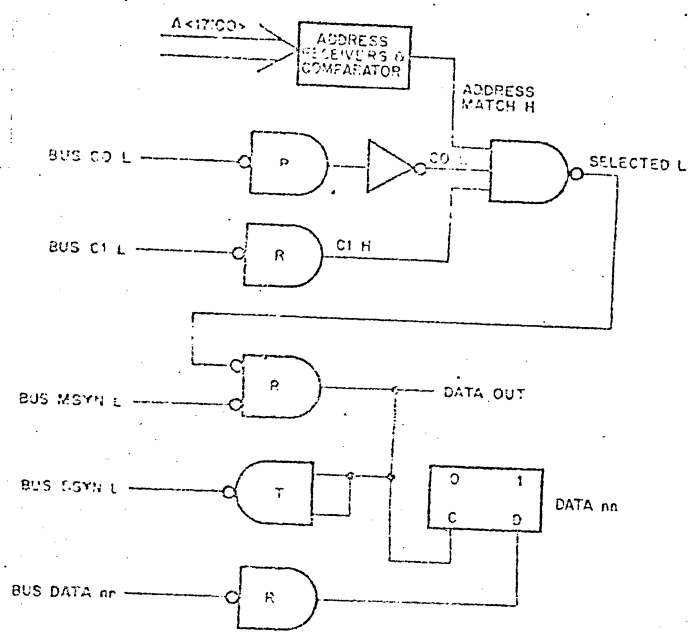 A<17:00>
ADDRESS
RECEIVERS &
COMPARATOR
ADDRESS
MATCH H
BUS C0 L
R
C0 L
SELECTED L
BUS C1 L
R
C1 H
R
BUS MSYN L
DATA OUT
BUS SSYN L
T
0 1
C D
DATA nn
BUS DATA nn
R